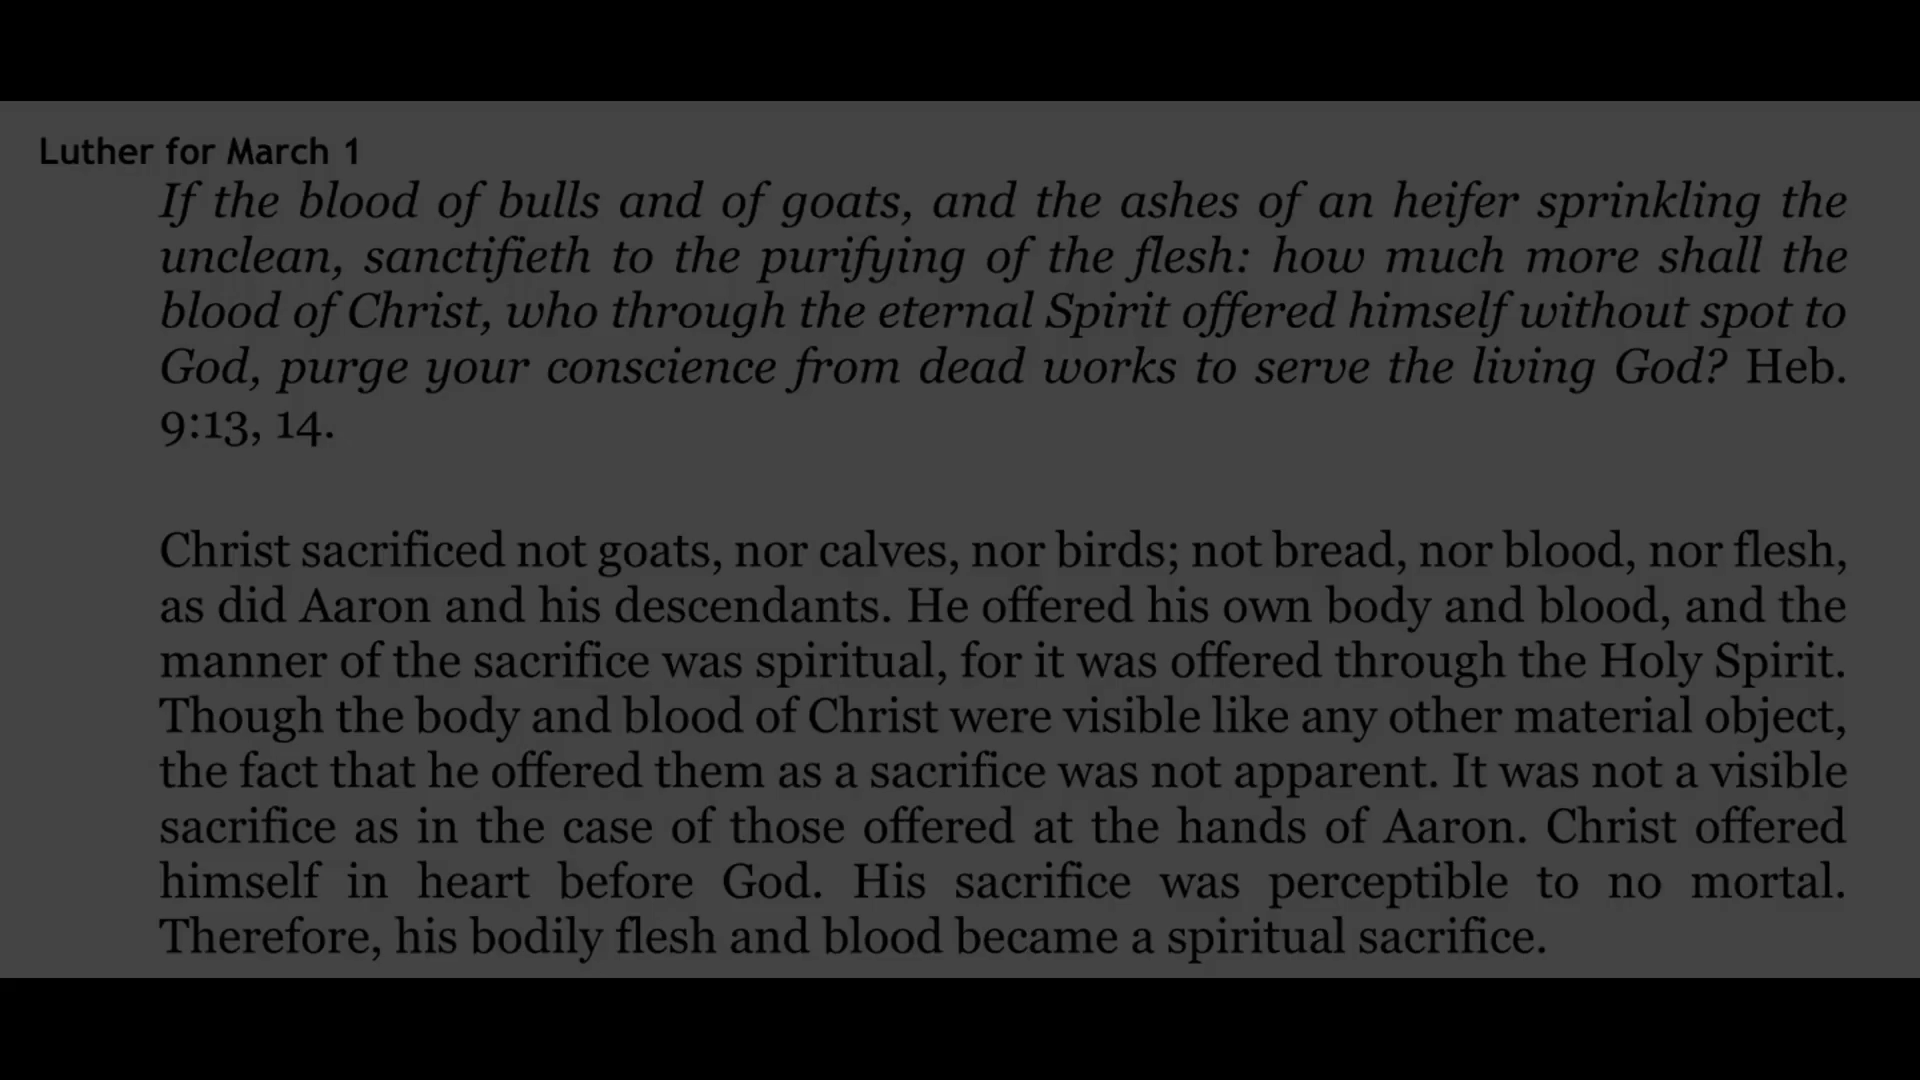 Luther for March 1
If the blood of bulls and of goats, and the ashes of an heifer sprinkling the
unclean, sanctifieth to the purifying of the flesh: how much more shall the
blood of Christ, who through the eternal Spirit offered himself without spot to
God, purge your conscience from dead works to serve the living God? Heb.
9:13, 14.
Christ sacrificed not goats, nor calves, nor birds; not bread, nor blood, nor flesh,
as did Aaron and his descendants. He offered his own body and blood, and the
manner of the sacrifice was spiritual, for it was offered through the Holy Spirit.
Though the body and blood of Christ were visible like any other material object,
the fact that he offered them as a sacrifice was not apparent. It was not a visible
sacrifice as in the case of those offered at the hands of Aaron. Christ offered
himself in heart before God. His sacrifice was perceptible to no mortal.
Therefore, his bodily flesh and blood became a spiritual sacrifice.